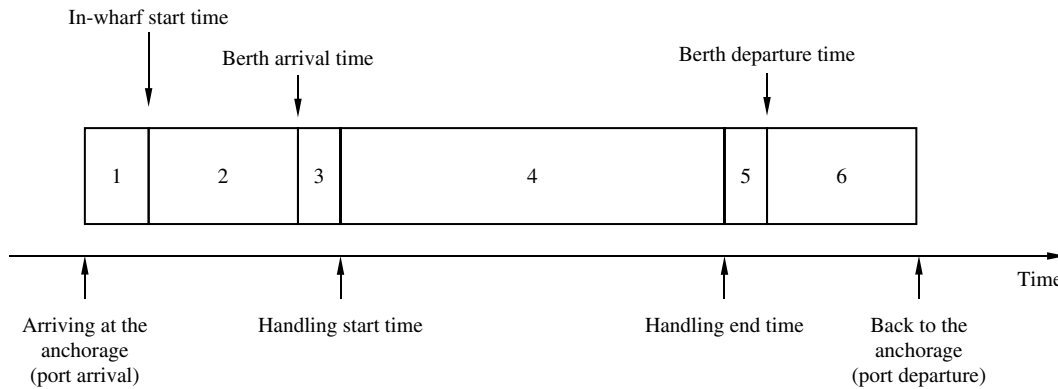 In-wharf start time
Berth arrival time
Berth departure time
1
2
3
4
5
6
Time
Arriving at the
anchorage
(port arrival)
Handling start time
Handling end time
Back to the
anchorage
(port departure)